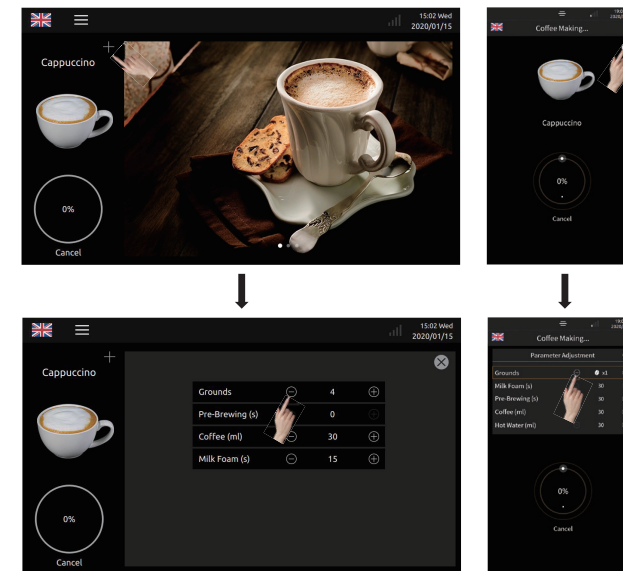 15:02 Wed
2020/01/15
Cappuccino
0%
Cancel
Coffee Making...
Cappuccino
0%
Cancel
15:02 Wed
2020/01/15
Cappuccino
Grounds 4
Pre-Brewing (s) 0
Coffee (ml) 30
Milk Foam (s) 15
0%
Cancel
Coffee Making...
Parameter Adjustment
Grounds x1
Milk Foam (s) 30
Pre-Brewing (s) 30
Coffee (ml) 30
Hot Water (ml) 30
0%
Cancel